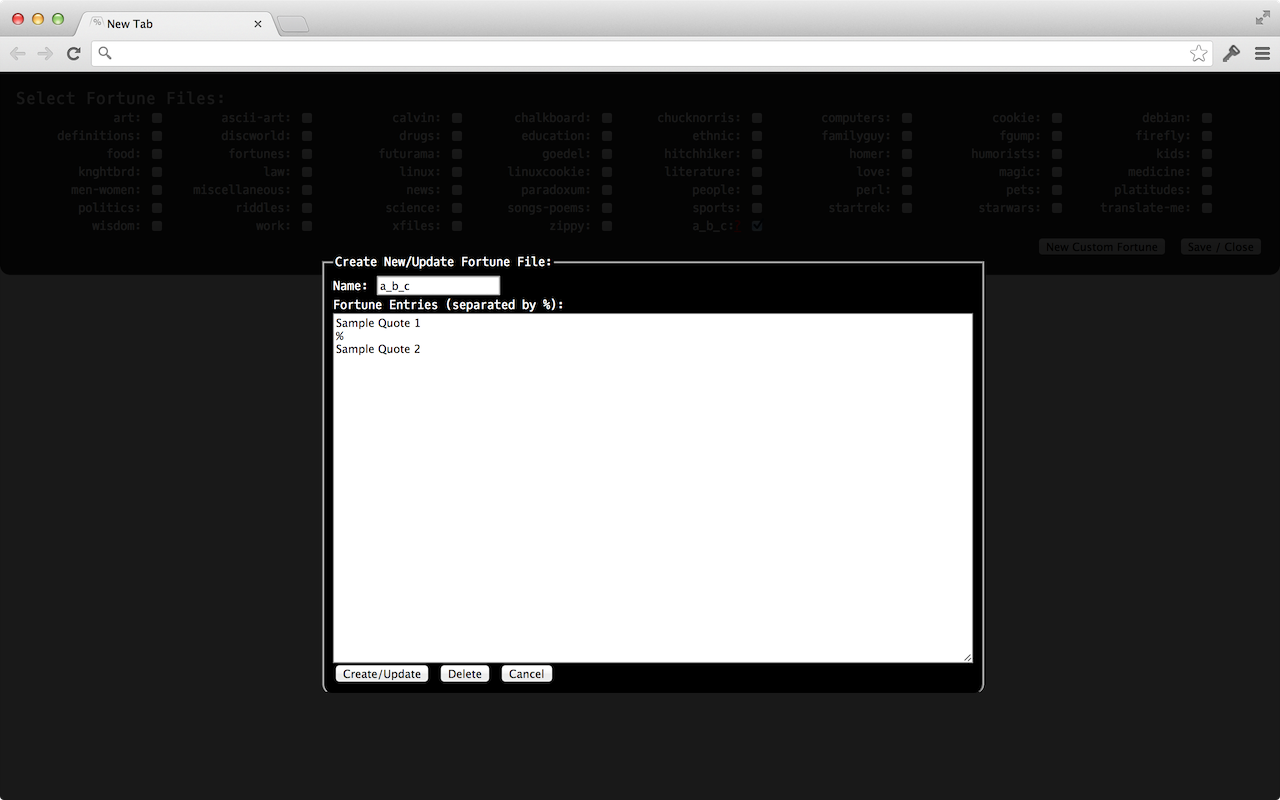 New Tab
Select Fortune Files:
art: ascii-art: calvin: chalkboard: chucknorris: computers: cookie: debian:
definitions: discworld: drugs: education: ethnic: familyguy: fgump: firefly:
food: fortunes: futurama: goedel: hitchhiker: homer: humorists: kids:
knghtbrd: law: linux: linuxcookie: literature: love: magic: medicine:
men-women: miscellaneous: news: paradoxum: people: perl: pets: platitudes:
politics: riddles: science: songs-poems: sports: startrek: starwars: translate-me:
wisdom: work: xfiles: zippy: a_b_c:
New Custom Fortune Save / Close
Create New/Update Fortune File:
Name: a_b_c
Fortune Entries (separated by %):
Sample Quote 1
%
Sample Quote 2
Create/Update Delete Cancel